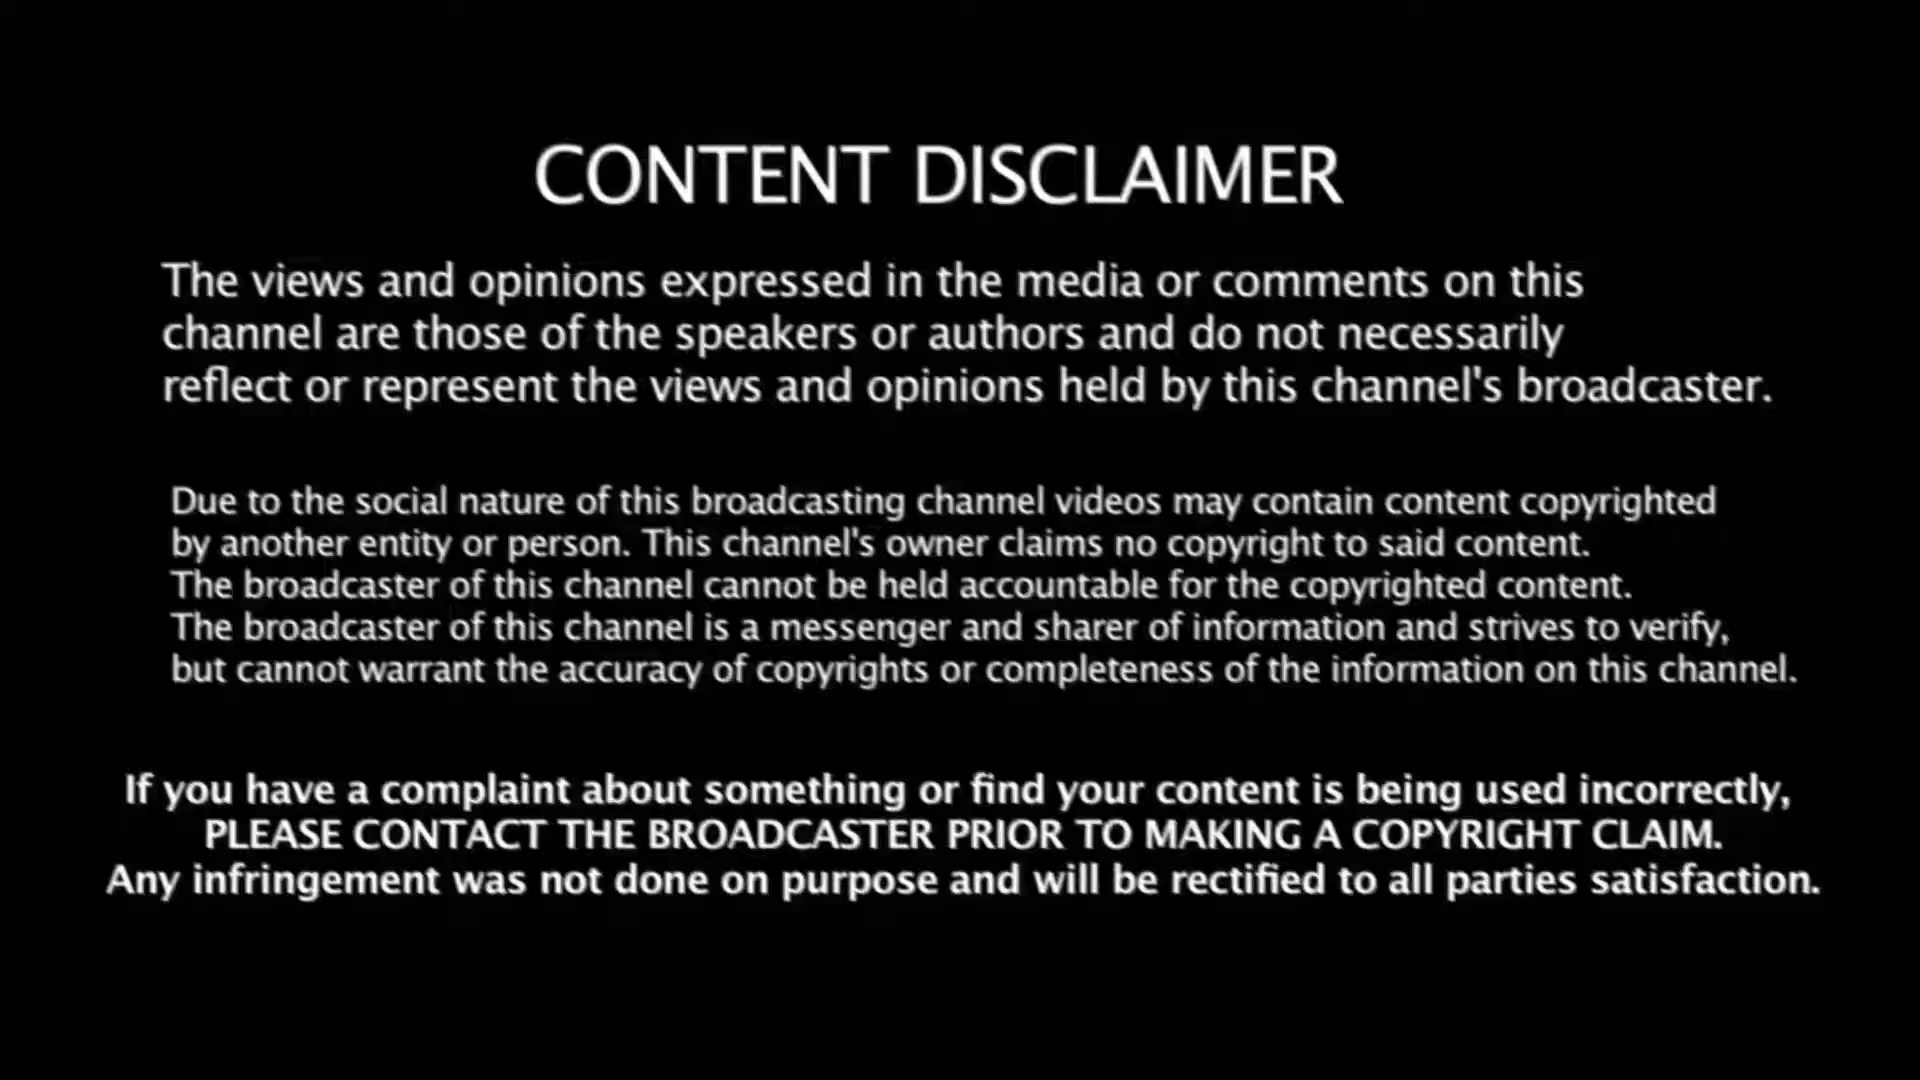 CONTENT DISCLAIMER
The views and opinions expressed in the media or comments on this
channel are those of the speakers or authors and do not necessarily
reflect or represent the views and opinions held by this channel's broadcaster.
Due to the social nature of this broadcasting channel videos may contain content copyrighted
by another entity or person. This channel's owner claims no copyright to said content.
The broadcaster of this channel cannot be held accountable for the copyrighted content.
The broadcaster of this channel is a messenger and sharer of information and strives to verify,
but cannot warrant the accuracy of copyrights or completeness of the information on this channel.
If you have a complaint about something or find your content is being used incorrectly,
PLEASE CONTACT THE BROADCASTER PRIOR TO MAKING A COPYRIGHT CLAIM.
Any infringement was not done on purpose and will be rectified to all parties satisfaction.